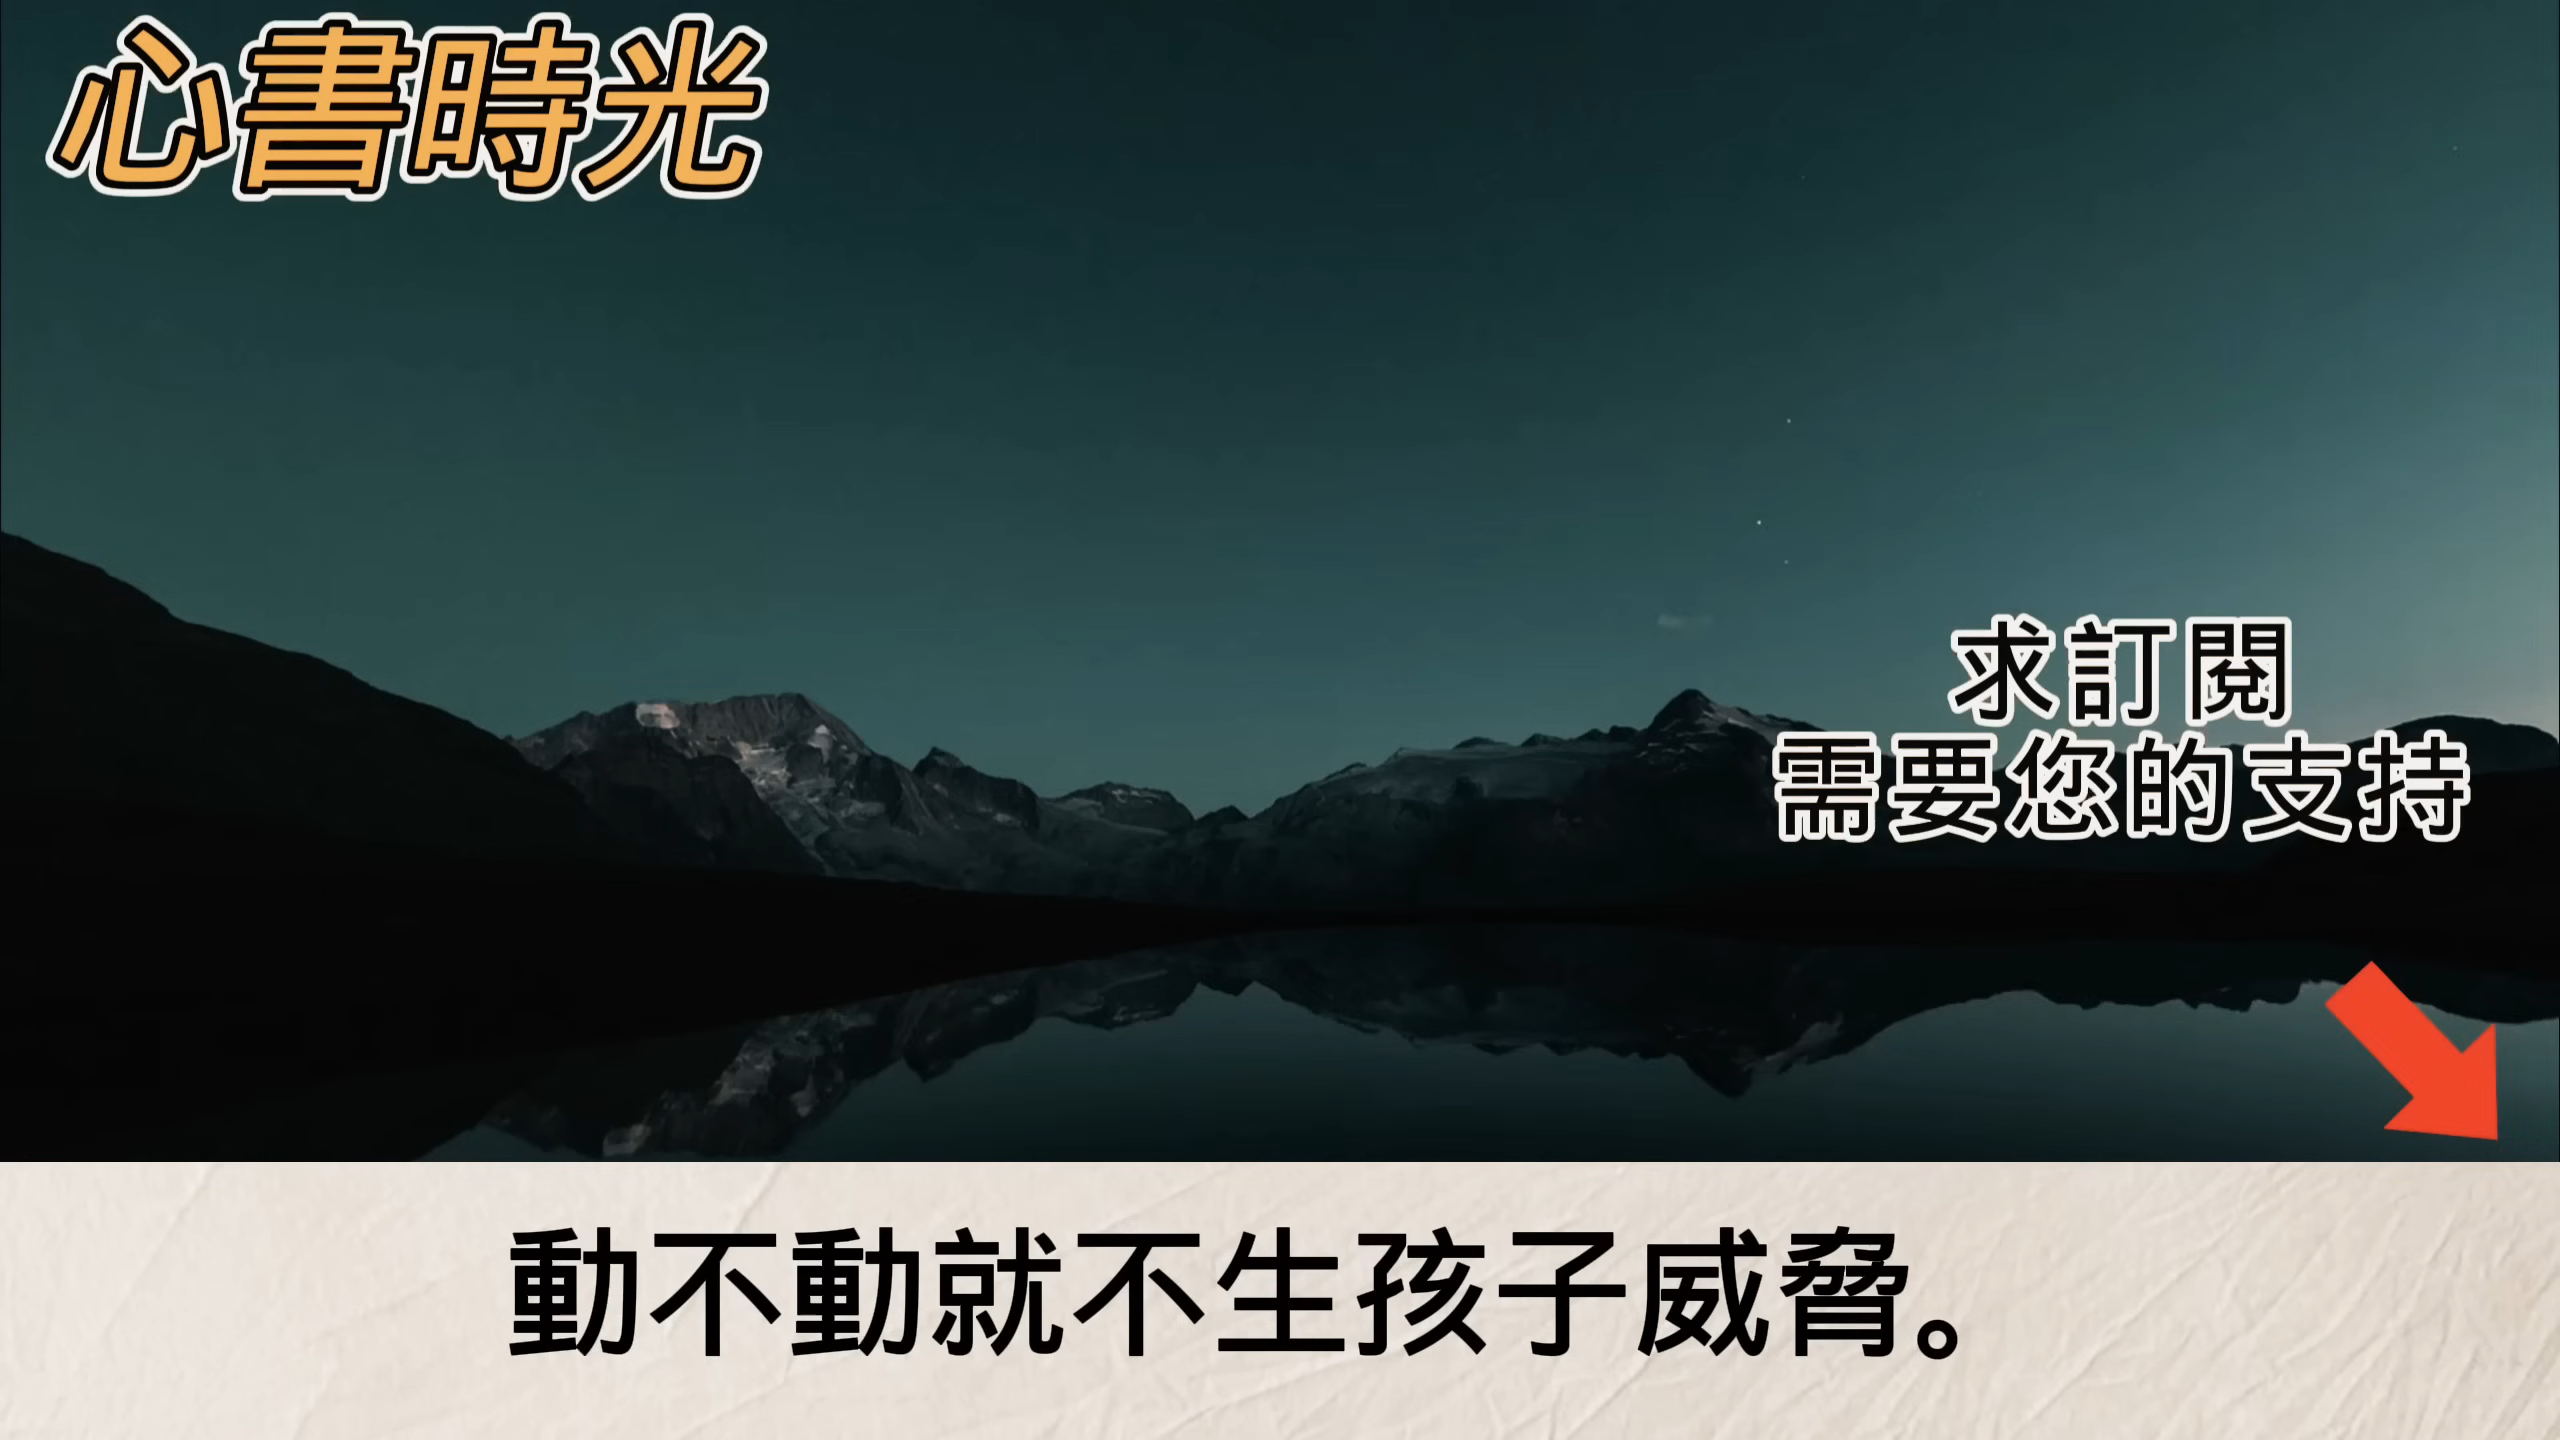 心書時光
求訂閱
需要您的支持
動不動就不生孩子威脅。